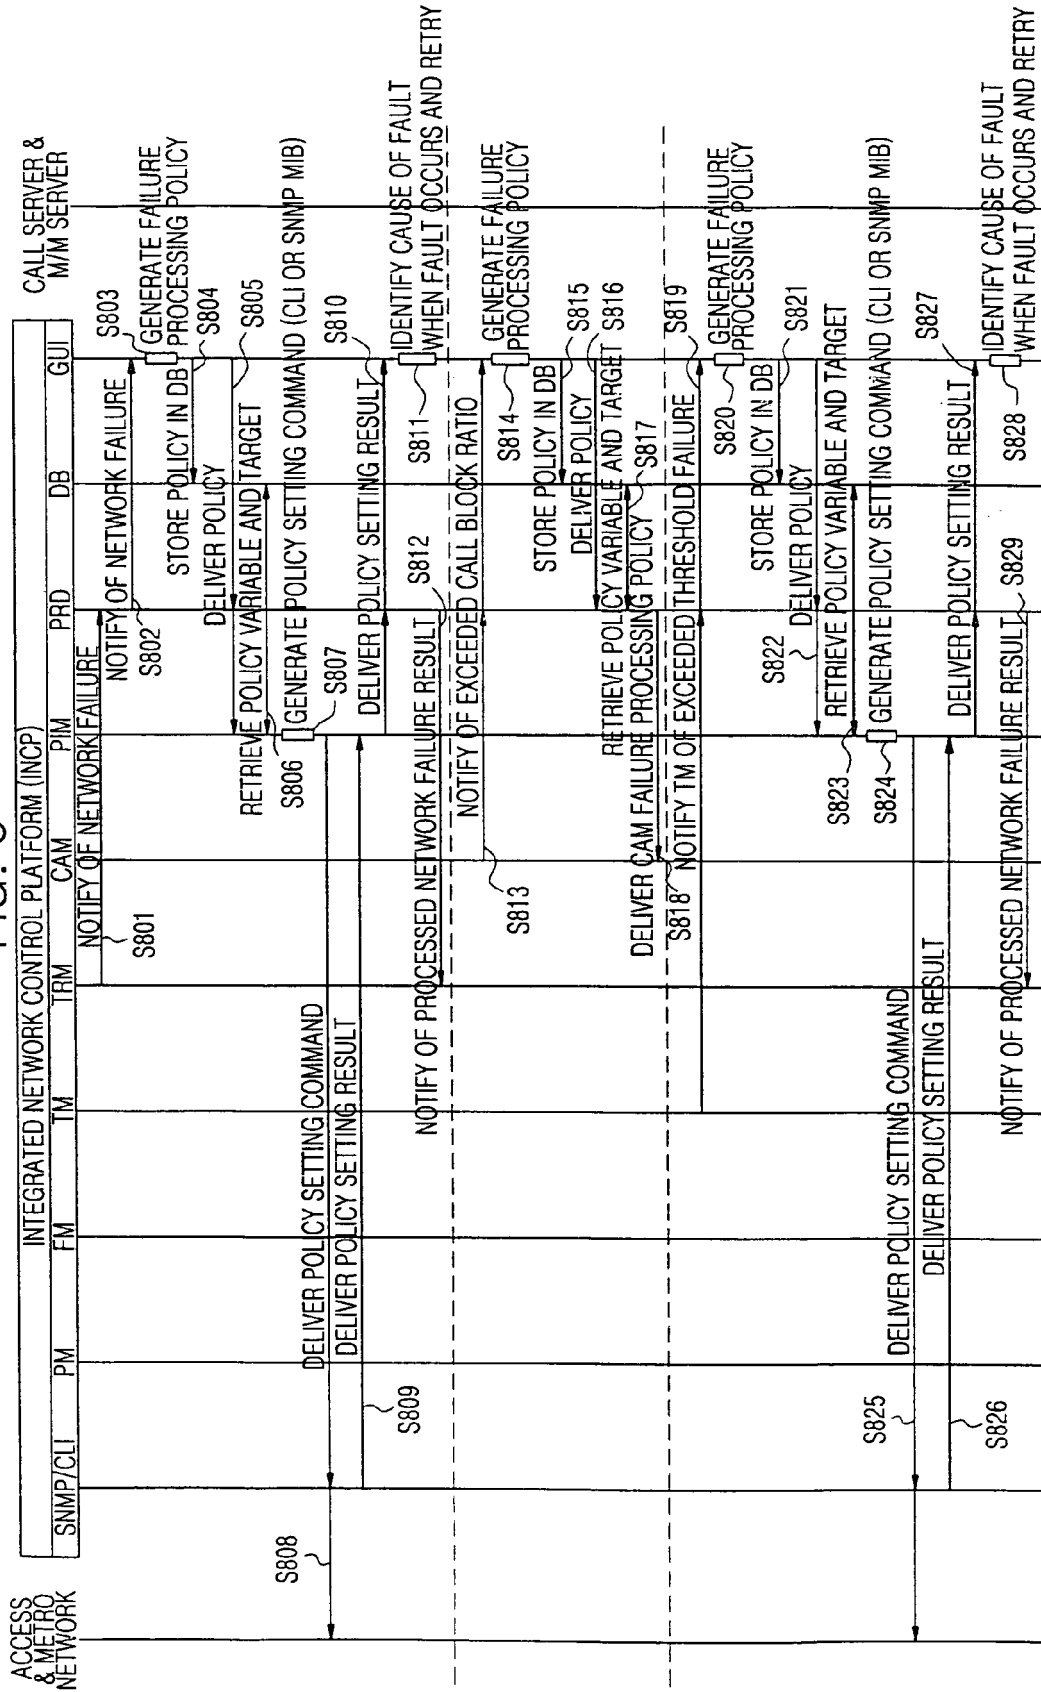 ACCESS
& METRO
NETWORK
INTEGRATED NETWORK CONTROL PLATFORM (INCP)
CALL SERVER &
M/M SERVER
SNMP/CLI
PM
FM
TM
TRM
CAM
PIM
PRD
DB
GUI
NOTIFY OF NETWORK FAILURE
S801
NOTIFY OF NETWORK FAILURE
S802
S803
GENERATE FAILURE
PROCESSING POLICY
STORE POLICY IN DB
S804
DELIVER POLICY
S805
RETRIEVE POLICY VARIABLE AND TARGET
S806
GENERATE POLICY SETTING COMMAND (CLI OR SNMP MIB)
S807
DELIVER POLICY SETTING COMMAND
S808
DELIVER POLICY SETTING RESULT
S809
DELIVER POLICY SETTING RESULT
S810
IDENTIFY CAUSE OF FAULT
WHEN FAULT OCCURS AND RETRY
S811
NOTIFY OF PROCESSED NETWORK FAILURE RESULT
S812
NOTIFY OF EXCEEDED CALL BLOCK RATIO
S813
GENERATE FAILURE
PROCESSING POLICY
S814
STORE POLICY IN DB
S815
DELIVER POLICY
S816
RETRIEVE POLICY VARIABLE AND TARGET
S817
DELIVER CAM FAILURE PROCESSING POLICY
S818
NOTIFY TM OF EXCEEDED THRESHOLD FAILURE
S819
GENERATE FAILURE
PROCESSING POLICY
S820
STORE POLICY IN DB
S821
DELIVER POLICY
S822
RETRIEVE POLICY VARIABLE AND TARGET
S823
GENERATE POLICY SETTING COMMAND (CLI OR SNMP MIB)
S824
DELIVER POLICY SETTING COMMAND
S825
DELIVER POLICY SETTING RESULT
S826
DELIVER POLICY SETTING RESULT
S827
IDENTIFY CAUSE OF FAULT
WHEN FAULT OCCURS AND RETRY
S828
NOTIFY OF PROCESSED NETWORK FAILURE RESULT
S829